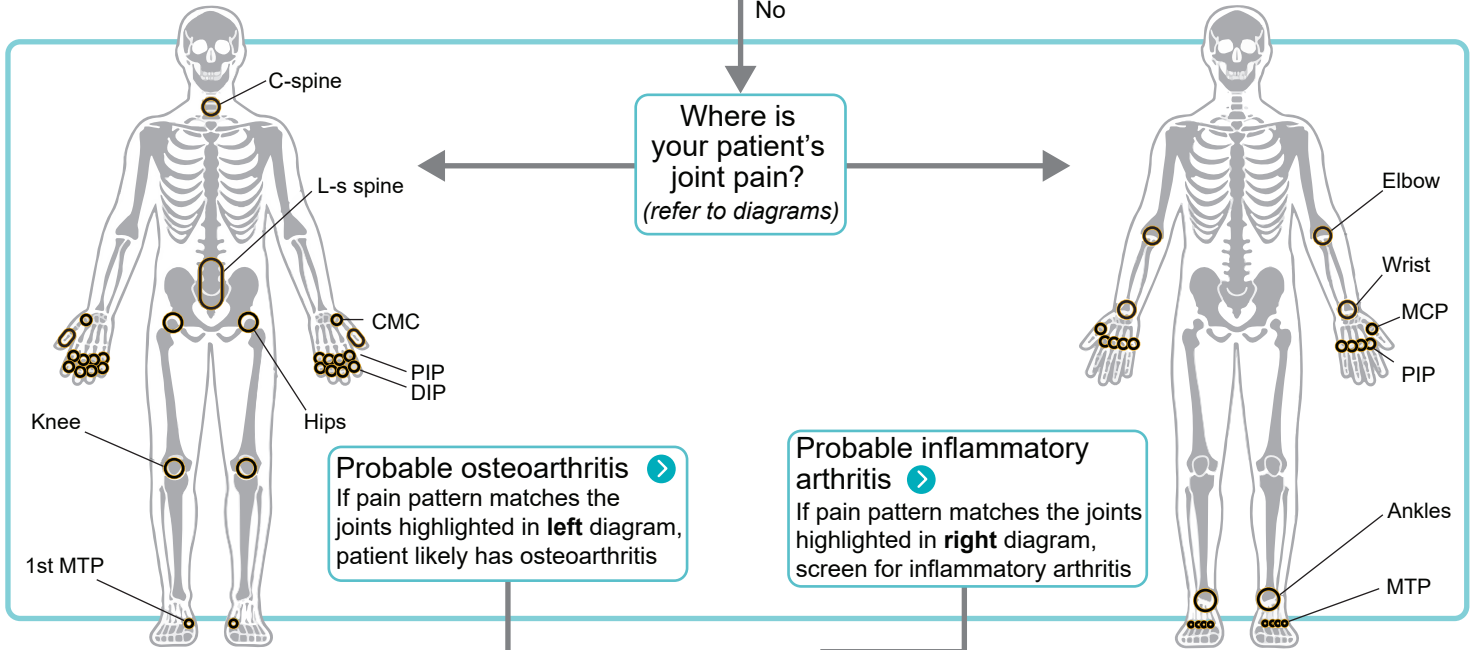 No
Where is
your patient's
joint pain?
(refer to diagrams)
C-spine
L-s spine
CMC
PIP
DIP
Hips
Knee
1st MTP
Probable osteoarthritis
If pain pattern matches the
joints highlighted in left diagram,
patient likely has osteoarthritis
Probable inflammatory
arthritis
If pain pattern matches the joints
highlighted in right diagram,
screen for inflammatory arthritis
Elbow
Wrist
MCP
PIP
Ankles
MTP